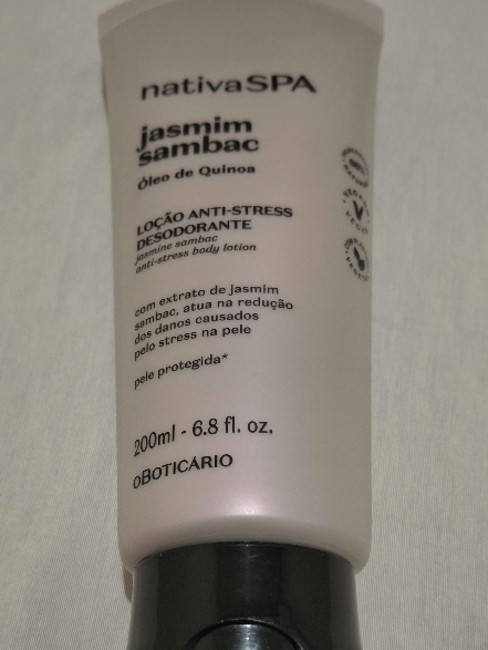 nativaSPA
jasmim
sambac
Óleo de Quinoa
LOÇÃO ANTI-STRESS
DESODORANTE
jasmine sambac
anti-stress body lotion
com extrato de jasmim
sambac, atua na redução
dos danos causados
pelo stress na pele
pele protegida*
200ml - 6.8 fl. oz.
oBOTICÁRIO